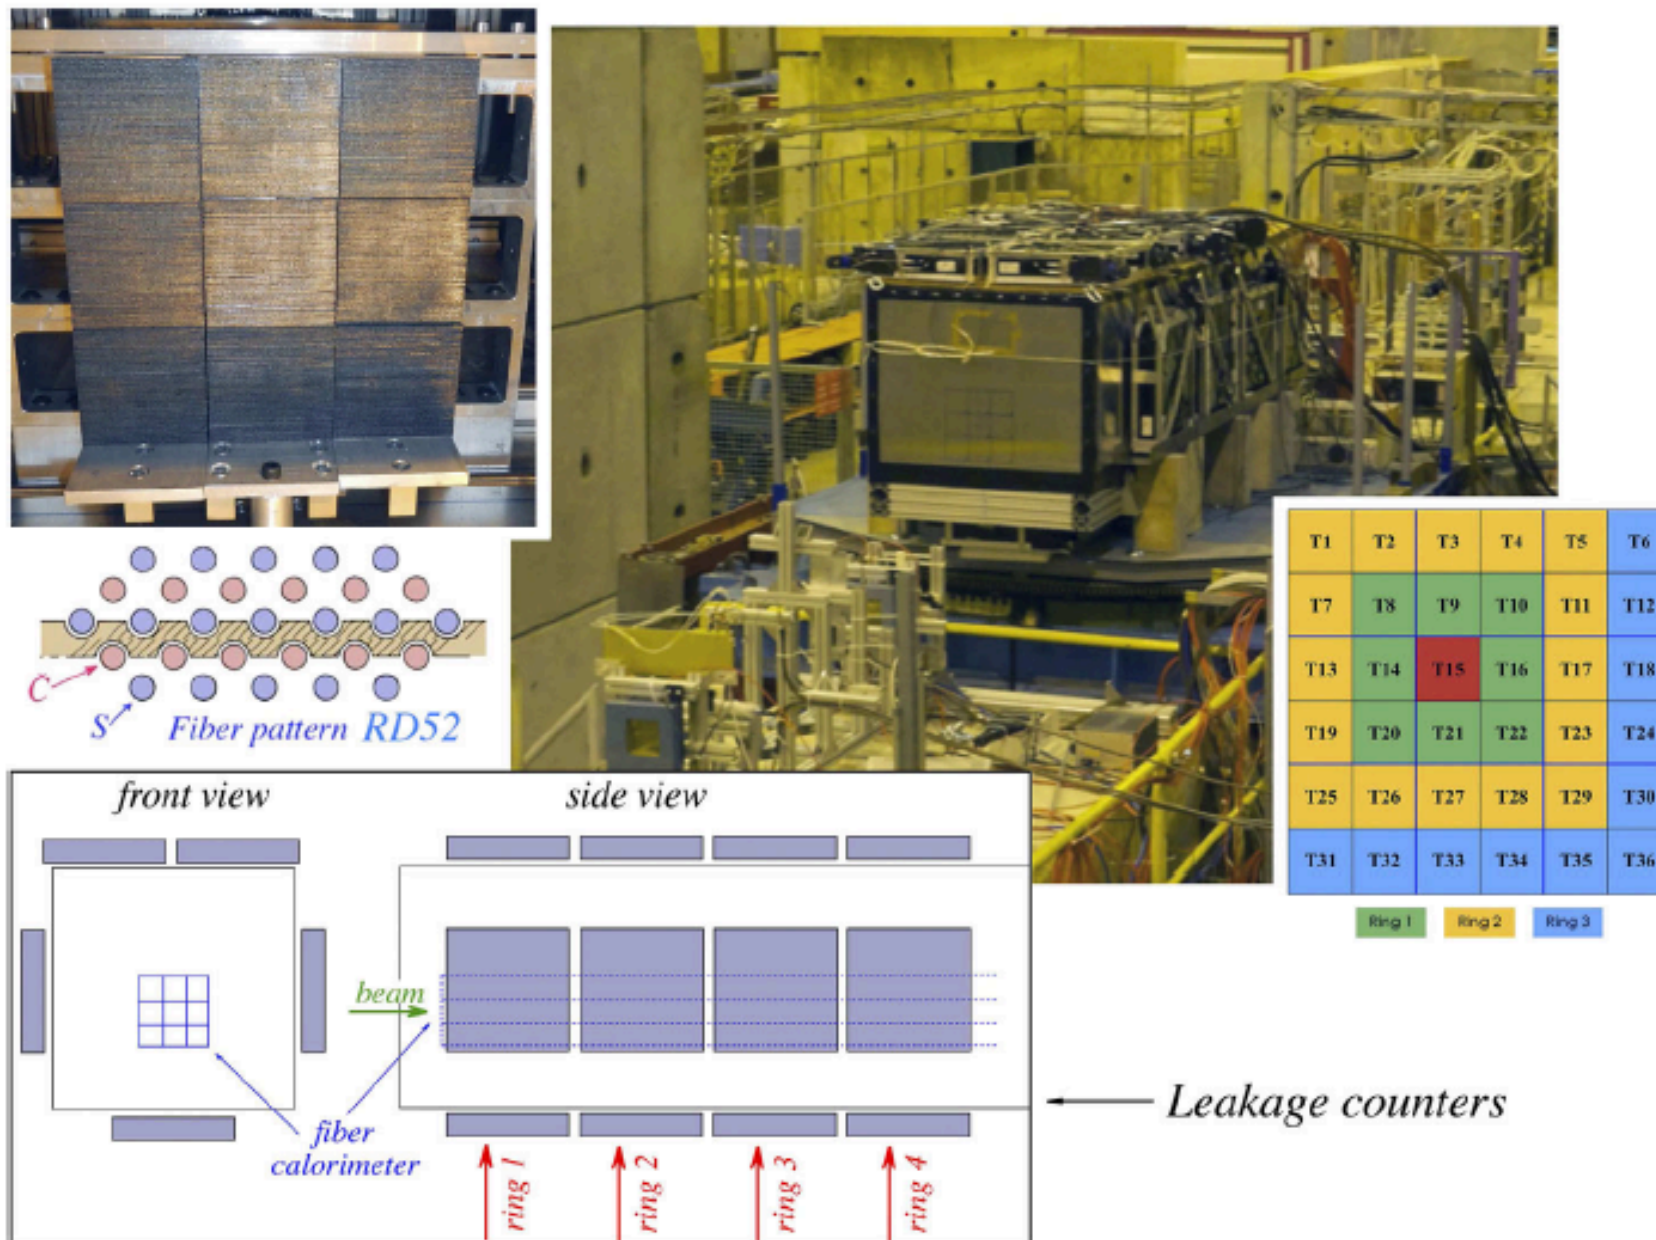 C
S
Fiber pattern RD52
T1 T2 T3 T4 T5 T6
T7 T8 T9 T10 T11 T12
T13 T14 T15 T16 T17 T18
T19 T20 T21 T22 T23 T24
T25 T26 T27 T28 T29 T30
T31 T32 T33 T34 T35 T36
Ring 1 Ring 2 Ring 3
front view
side view
beam
fiber
calorimeter
ring 1
ring 2
ring 3
ring 4
Leakage counters